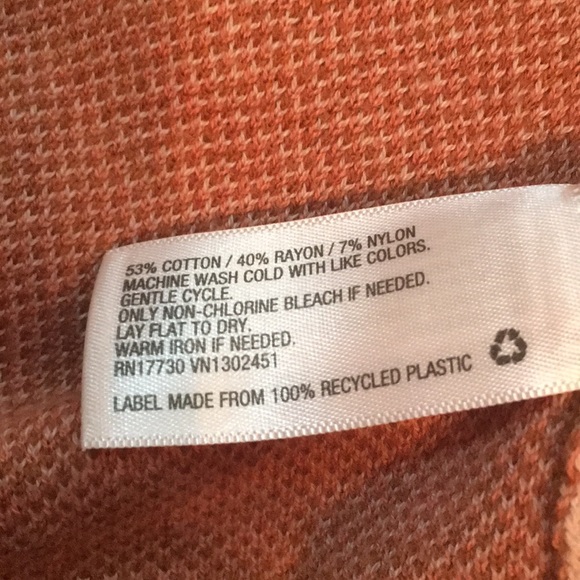 53% COTTON / 40% RAYON / 7% NYLON
MACHINE WASH COLD WITH LIKE COLORS.
GENTLE CYCLE.
ONLY NON-CHLORINE BLEACH IF NEEDED.
LAY FLAT TO DRY.
WARM IRON IF NEEDED.
RN17730 VN1302451
LABEL MADE FROM 100% RECYCLED PLASTIC